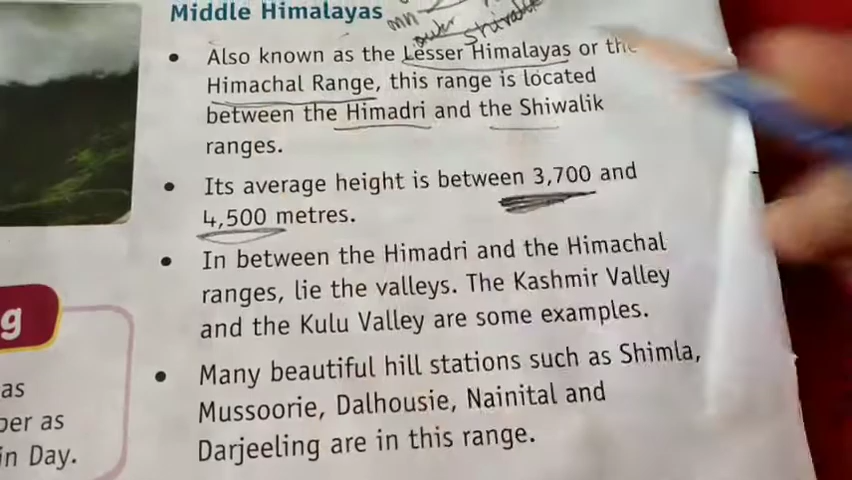 Middle Himalayas
outer
• Also known as the Lesser Himalayas or the
Himachal Range, this range is located
between the Himadri and the Shiwalik
ranges.
• Its average height is between 3,700 and
4,500 metres.
• In between the Himadri and the Himachal
ranges, lie the valleys. The Kashmir Valley
and the Kulu Valley are some examples.
• Many beautiful hill stations such as Shimla,
Mussoorie, Dalhousie, Nainital and
Darjeeling are in this range.
g
as
per as
in Day.